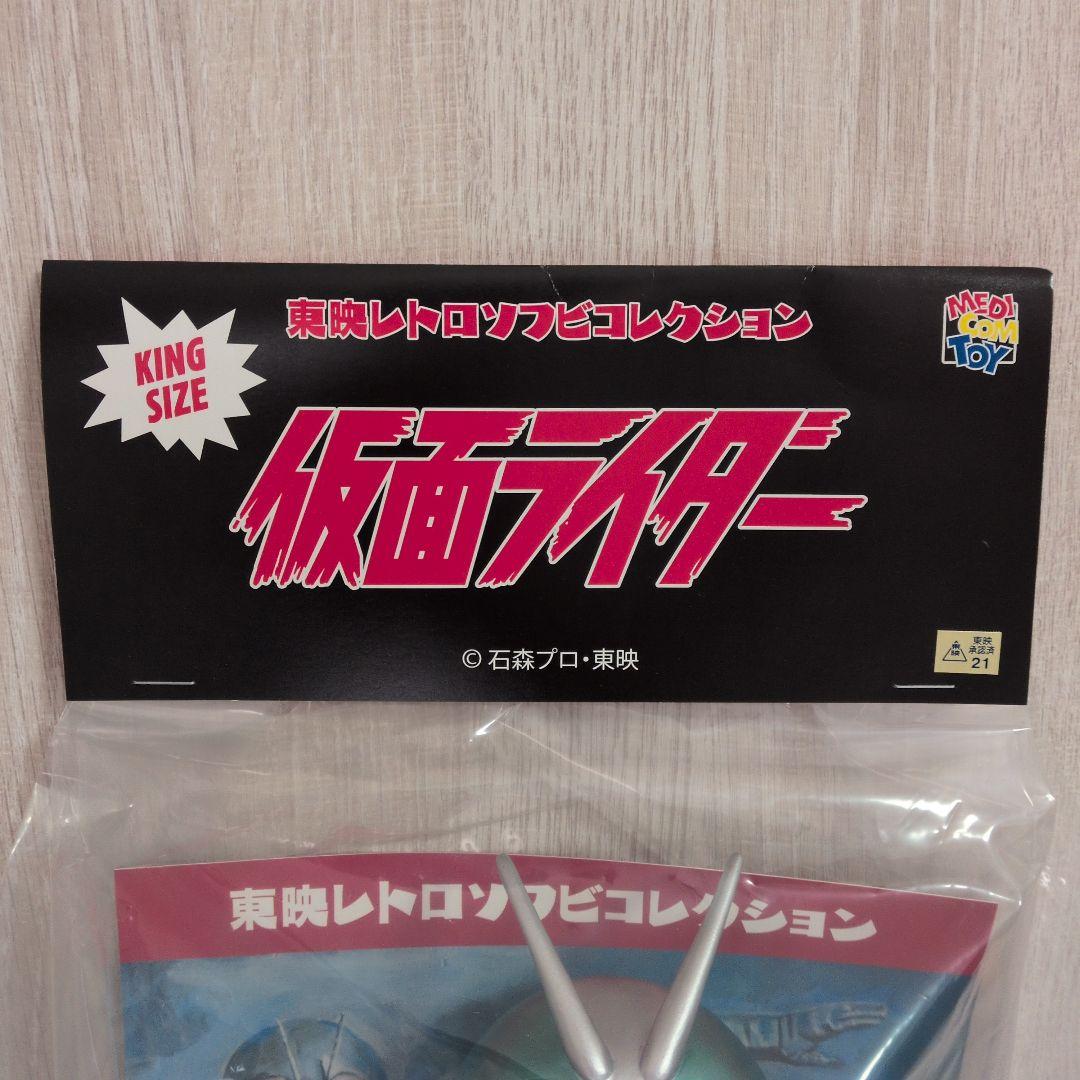 東映レトロソフビコレクション
KING
SIZE
MEDI
COM
TOY
仮面ライダー
© 石森プロ・東映
東映
東映
承認済
21
東映レトロソフビコレクション